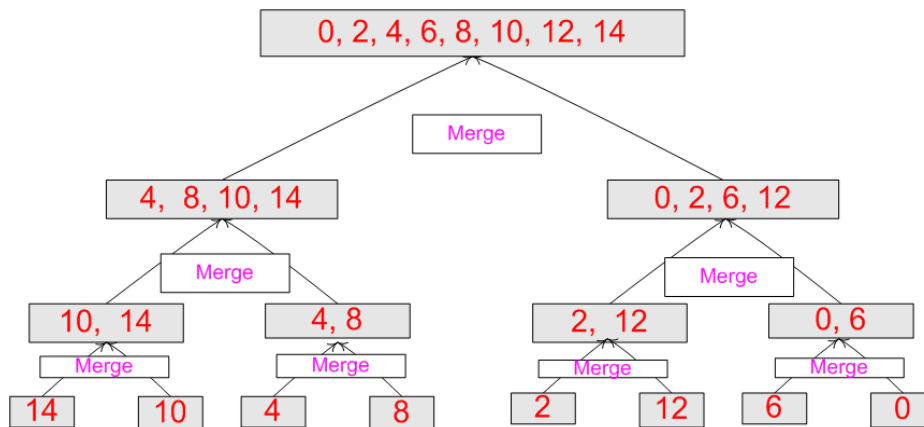 0, 2, 4, 6, 8, 10, 12, 14
Merge
4, 8, 10, 14
0, 2, 6, 12
Merge
Merge
10, 14
4, 8
2, 12
0, 6
Merge
Merge
Merge
Merge
14
10
4
8
2
12
6
0